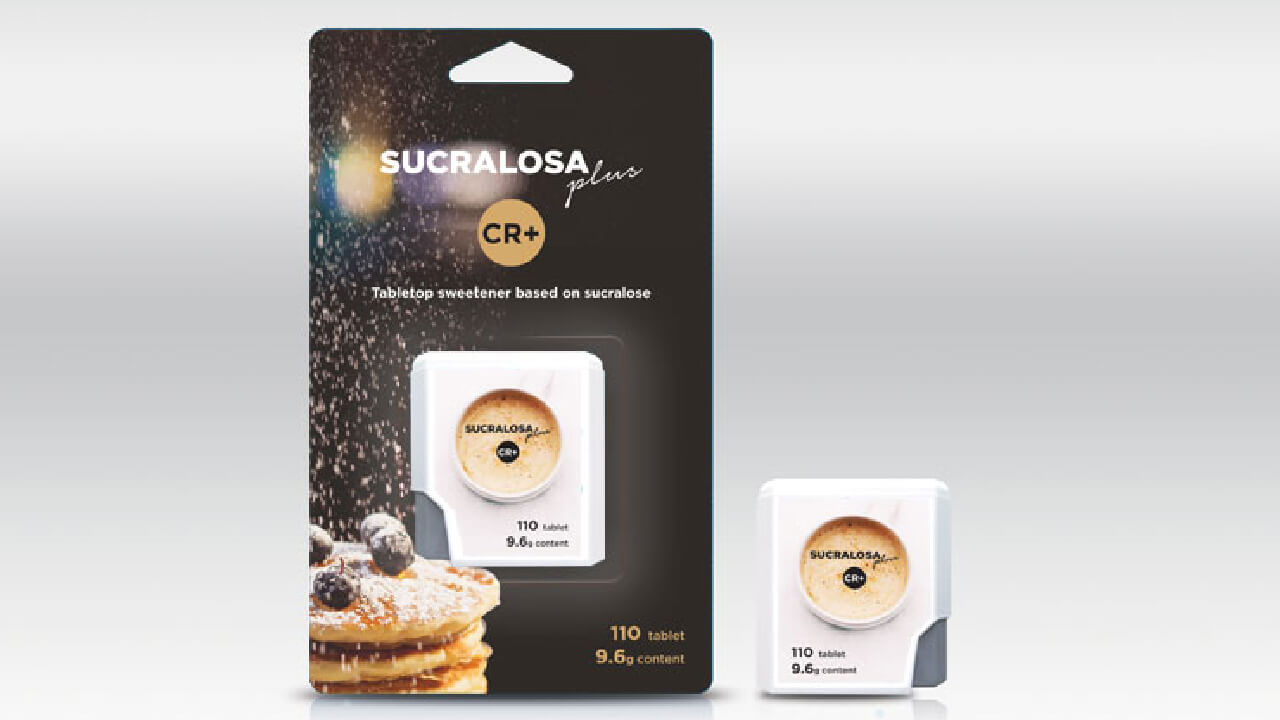 SUCRALOSA
plus
CR+
Tabletop sweetener based on sucralose
SUCRALOSA
plus
CR+
110 tablet
9.6g content
110 tablet
9.6g content
SUCRALOSA
plus
CR+
110 tablet
9.6g content